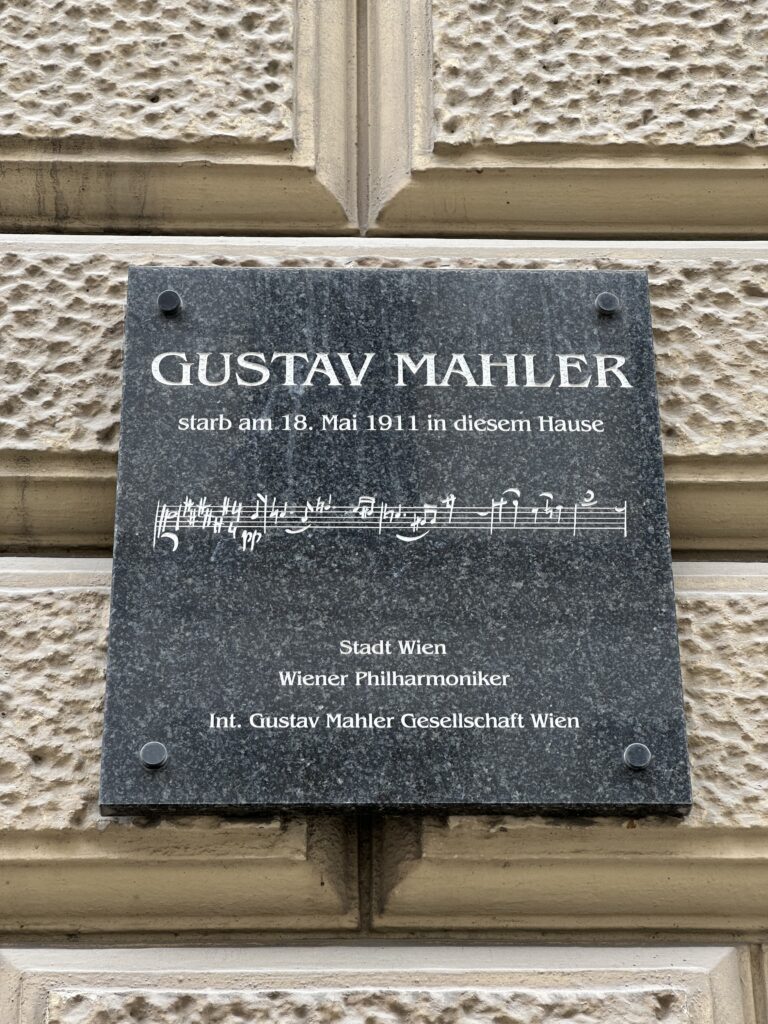 GUSTAV MAHLER
starb am 18. Mai 1911 in diesem Hause
pp
Stadt Wien
Wiener Philharmoniker
Int. Gustav Mahler Gesellschaft Wien